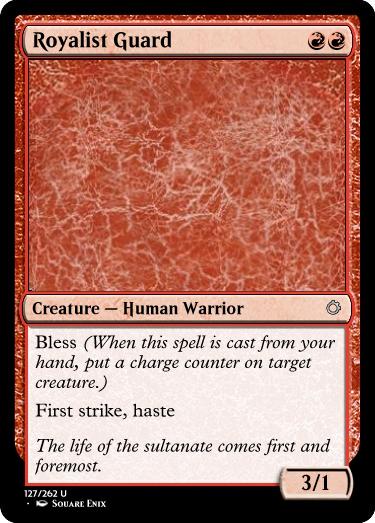 Royalist Guard
Creature — Human Warrior
Bless (When this spell is cast from your
hand, put a charge counter on target
creature.)
First strike, haste
The life of the sultanate comes first and
foremost.
3/1
127/262 U
· Square Enix